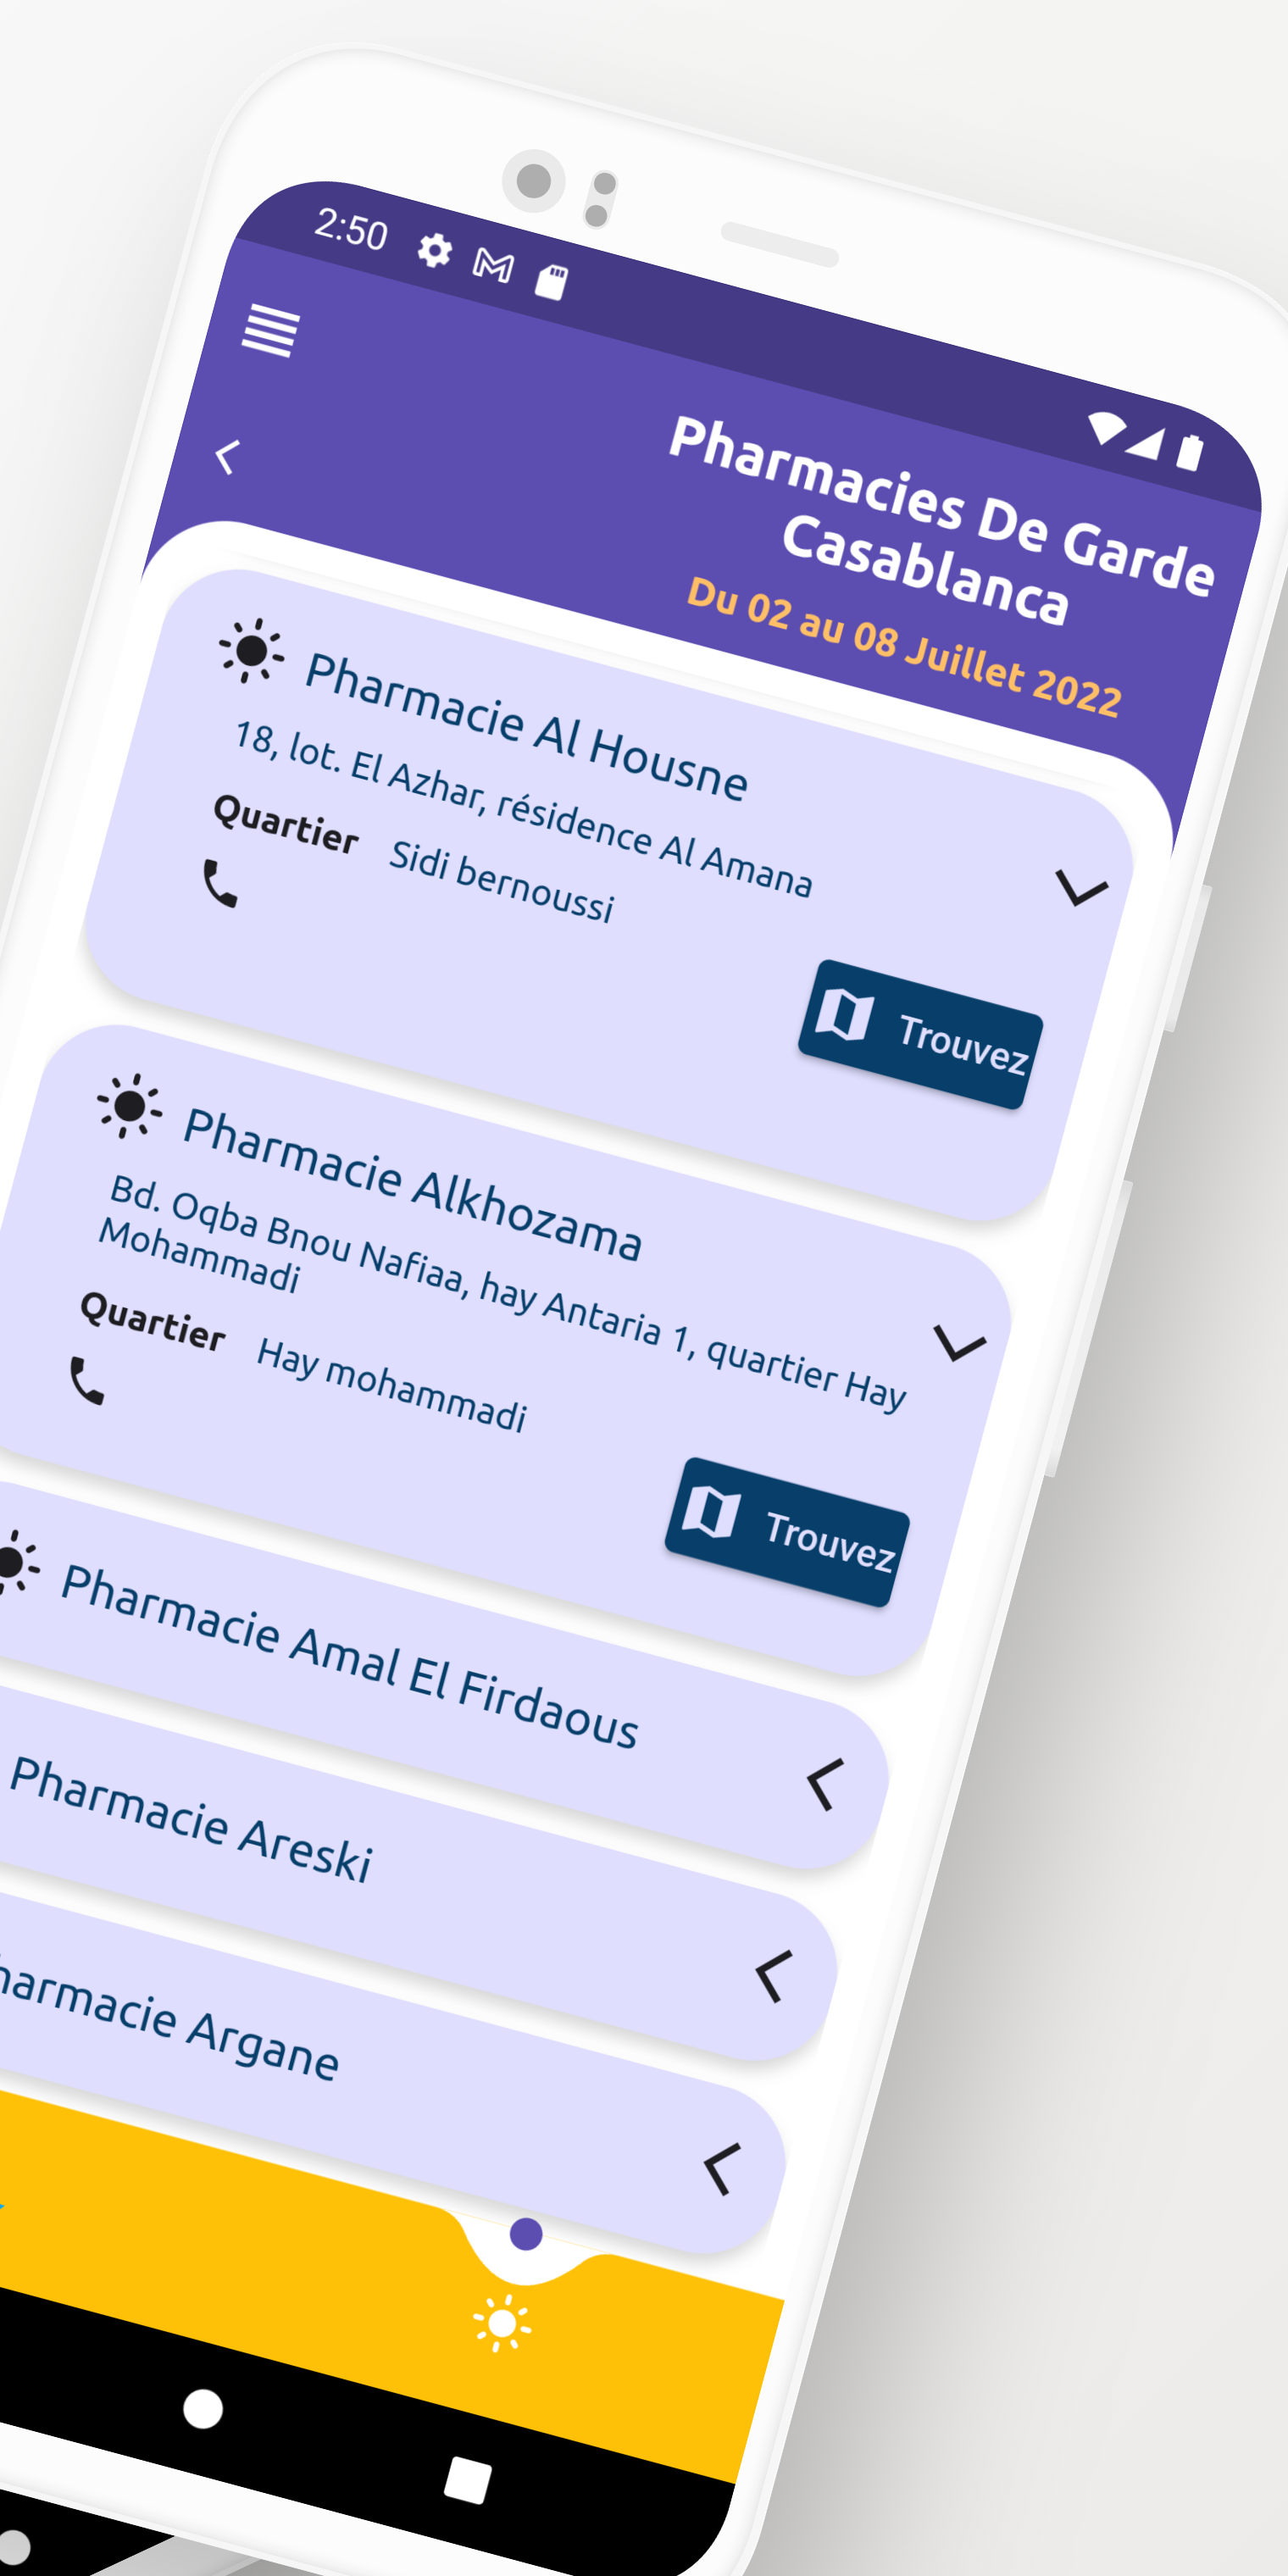 2:50
Pharmacies De Garde
Casablanca
Du 02 au 08 Juillet 2022
Pharmacie Al Housne
18, lot. El Azhar, résidence Al Amana
Quartier Sidi bernoussi
Trouvez
Pharmacie Alkhozama
Bd. Oqba Bnou Nafiaa, hay Antaria 1, quartier Hay
Mohammadi
Quartier Hay mohammadi
Trouvez
Pharmacie Amal El Firdaous
Pharmacie Areski
harmacie Argane